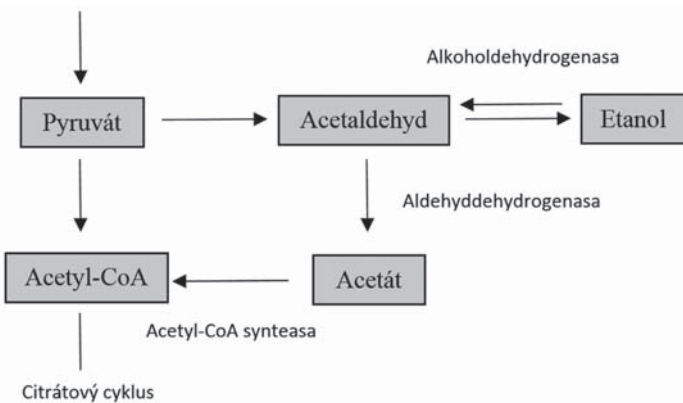 Alkoholdehydrogenasa
Pyruvát
Acetaldehyd
Etanol
Aldehyddehydrogenasa
Acetyl-CoA
Acetát
Acetyl-CoA synteasa
Citrátový cyklus